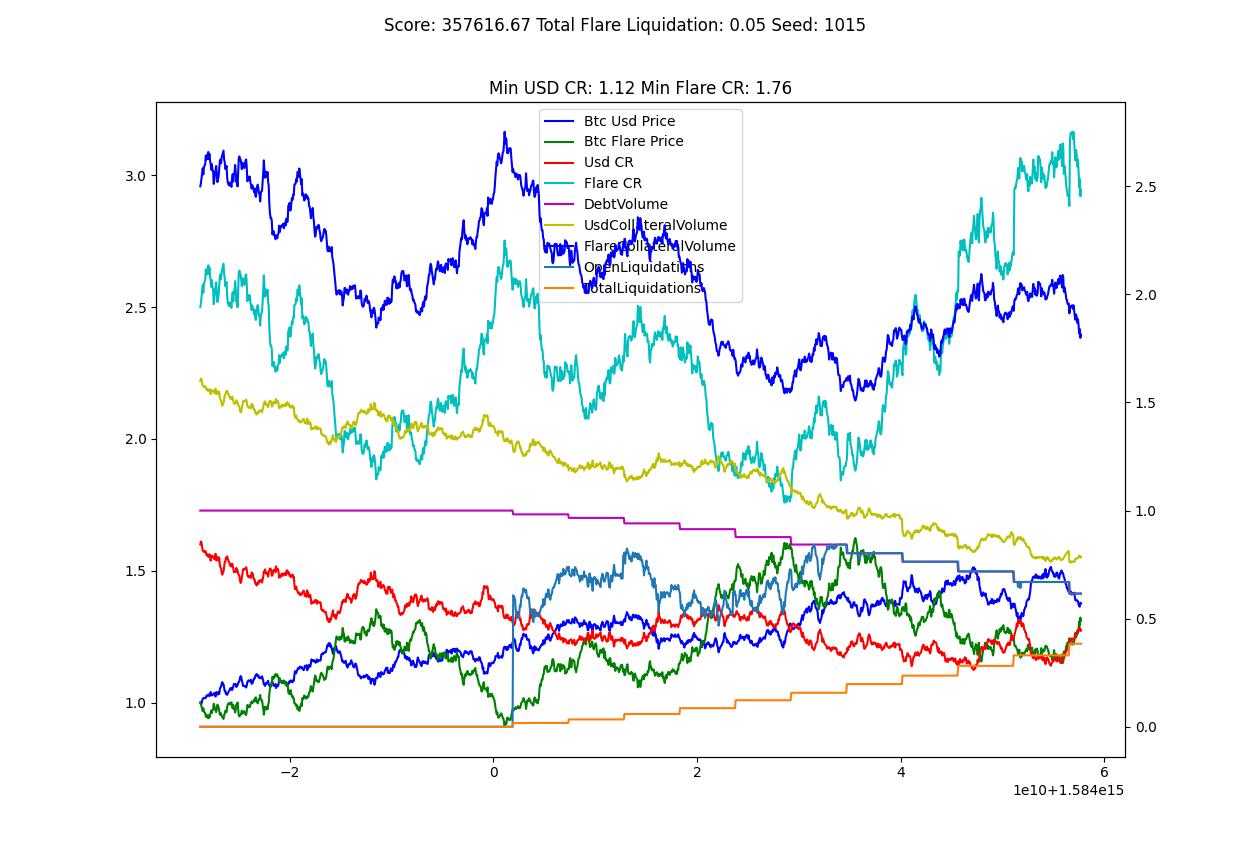 Score: 357616.67 Total Flare Liquidation: 0.05 Seed: 1015
Min USD CR: 1.12 Min Flare CR: 1.76
Btc Usd Price
Btc Flare Price
Usd CR
Flare CR
DebtVolume
UsdCollateralVolume
FlareCollateralVolume
OpenLiquidations
TotalLiquidations
3.0
2.5
2.0
1.5
1.0
2.5
2.0
1.5
1.0
0.5
0.0
−2
0
2
4
6
1e10+1.584e15